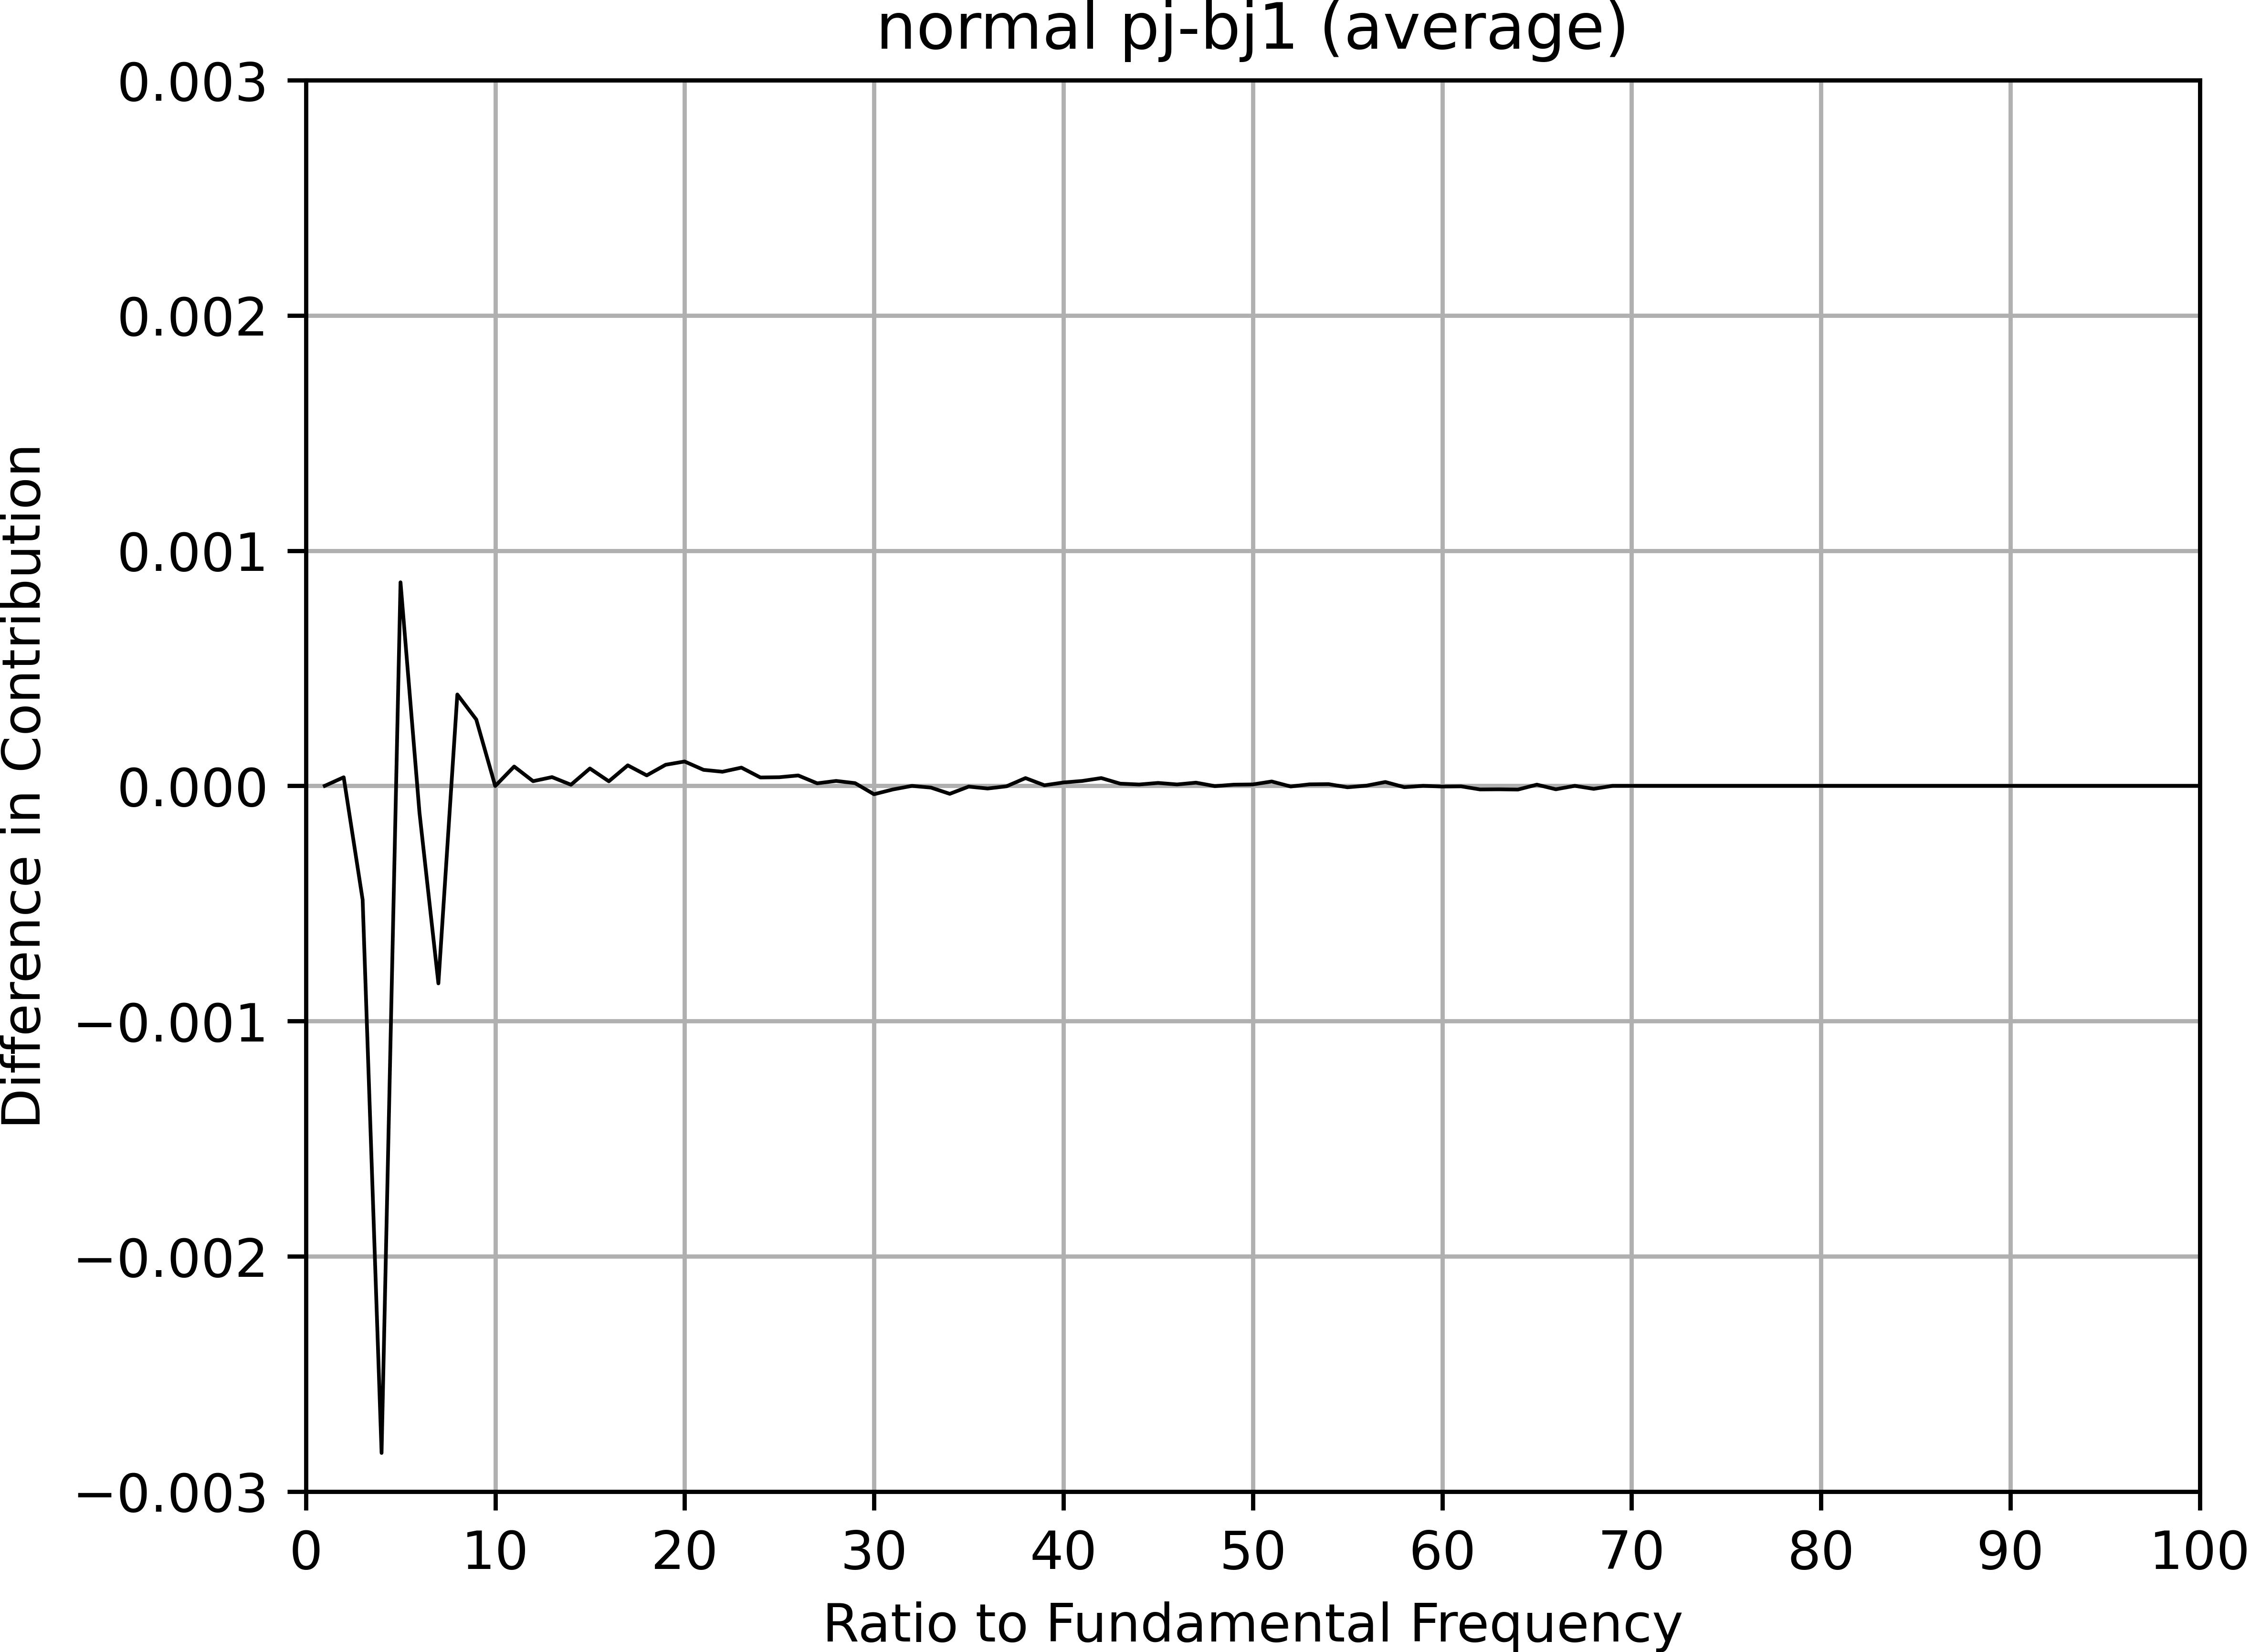 normal pj-bj1 (average)
0.003
0.002
0.001
0.000
−0.001
−0.002
−0.003
Difference in Contribution
0 10 20 30 40 50 60 70 80 90 100
Ratio to Fundamental Frequency